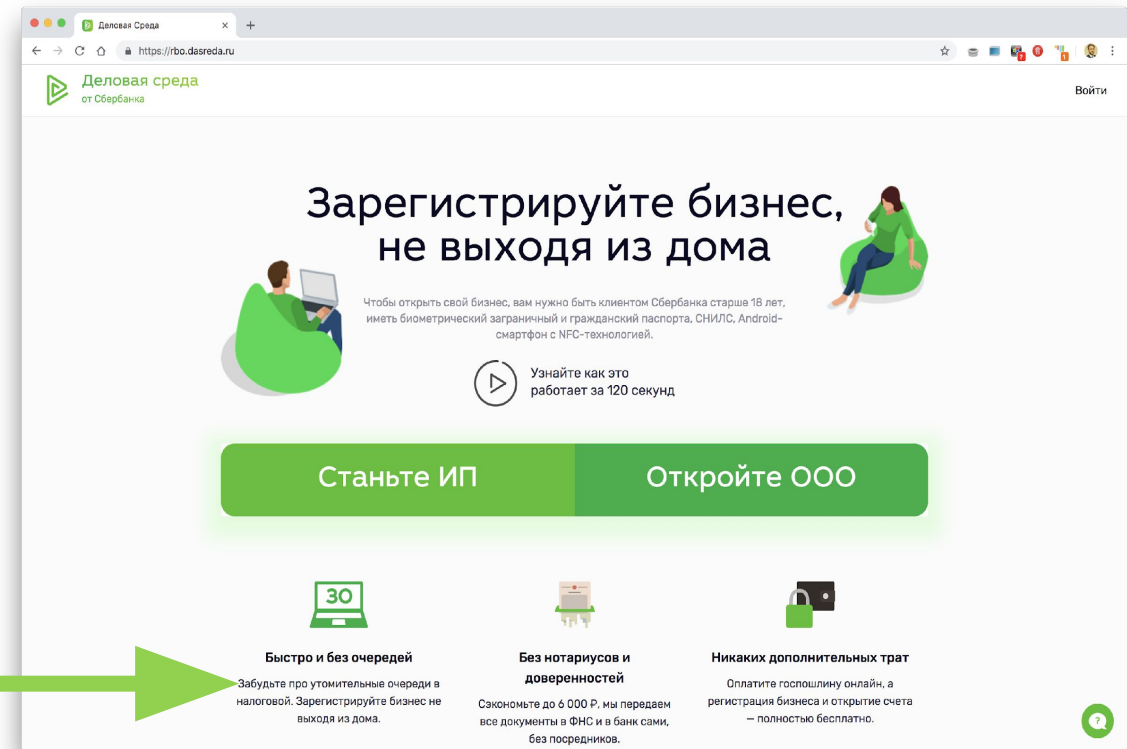 Деловая Среда
https://rbo.dasreda.ru
2
1
Деловая среда
от Сбербанка
Войти
Зарегистрируйте бизнес,
не выходя из дома
Чтобы открыть свой бизнес, вам нужно быть клиентом Сбербанка старше 18 лет,
иметь биометрический заграничный и гражданский паспорта, СНИЛС, Android-
смартфон с NFC-технологией.
Узнайте как это
работает за 120 секунд
Станьте ИП
Откройте ООО
30
Быстро и без очередей
Забудьте про утомительные очереди в
налоговой. Зарегистрируйте бизнес не
выходя из дома.
Без нотариусов и
доверенностей
Сэкономьте до 6 000 ₽, мы передаем
все документы в ФНС и в банк сами,
без посредников.
Никаких дополнительных трат
Оплатите госпошлину онлайн, а
регистрация бизнеса и открытие счета
— полностью бесплатно.
?